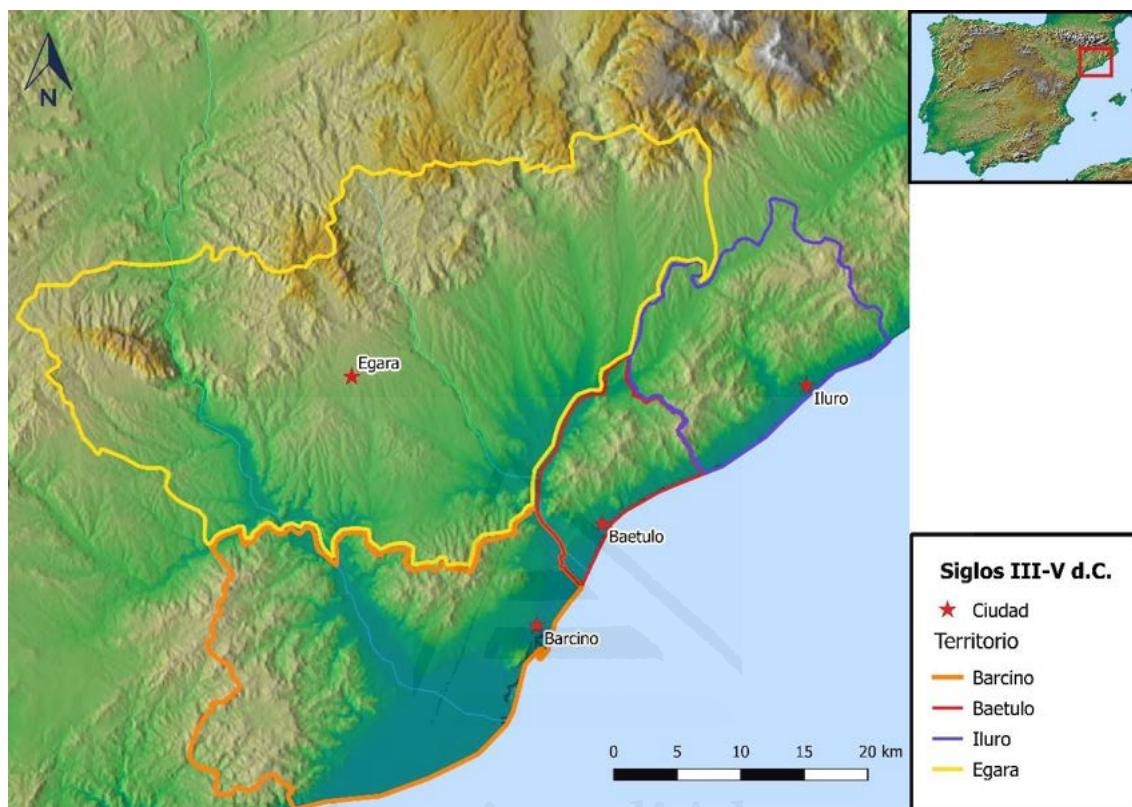 N
Egara
Iluro
Baetulo
Barcino
0 5 10 15 20 km
Siglos III-V d.C.
Ciudad
Territorio
Barcino
Baetulo
Iluro
Egara